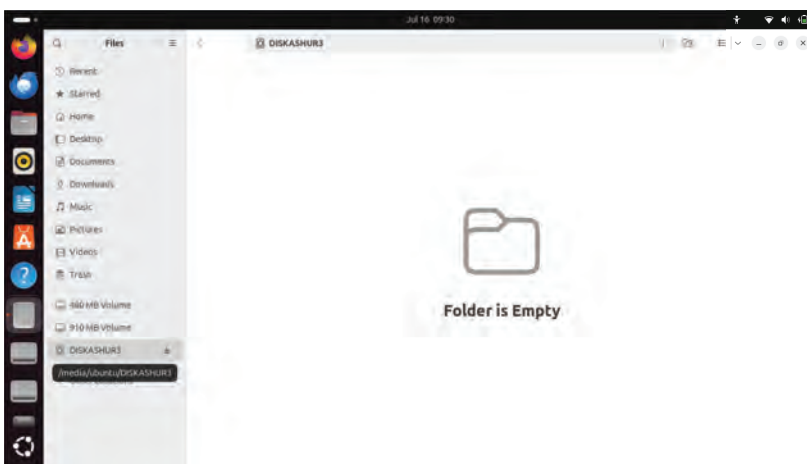 Jul 16 09:30
Files
DISKASHUR3
Recent
Starred
Home
Desktop
Documents
Downloads
Music
Pictures
Videos
Trash
MB Volume
910 MB Volume
DISKASHUR3
/media/ubuntu/DISKASHUR3
Folder is Empty